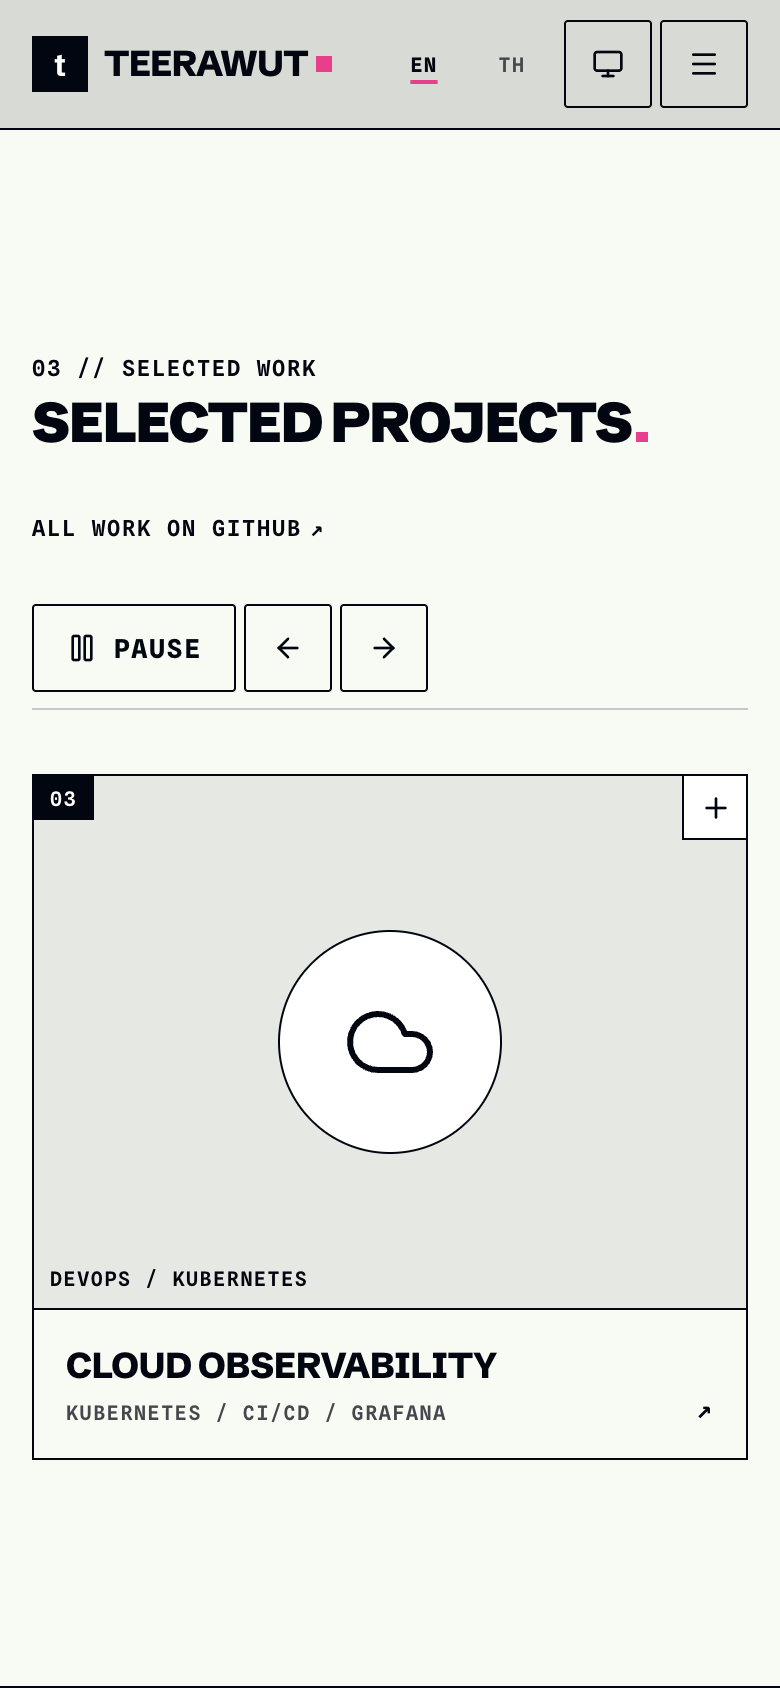 t TEERAWUT EN TH
03 // SELECTED WORK
SELECTED PROJECTS.
ALL WORK ON GITHUB ↗
PAUSE ← →
03 +
DEVOPS / KUBERNETES
CLOUD OBSERVABILITY
KUBERNETES / CI/CD / GRAFANA ↗